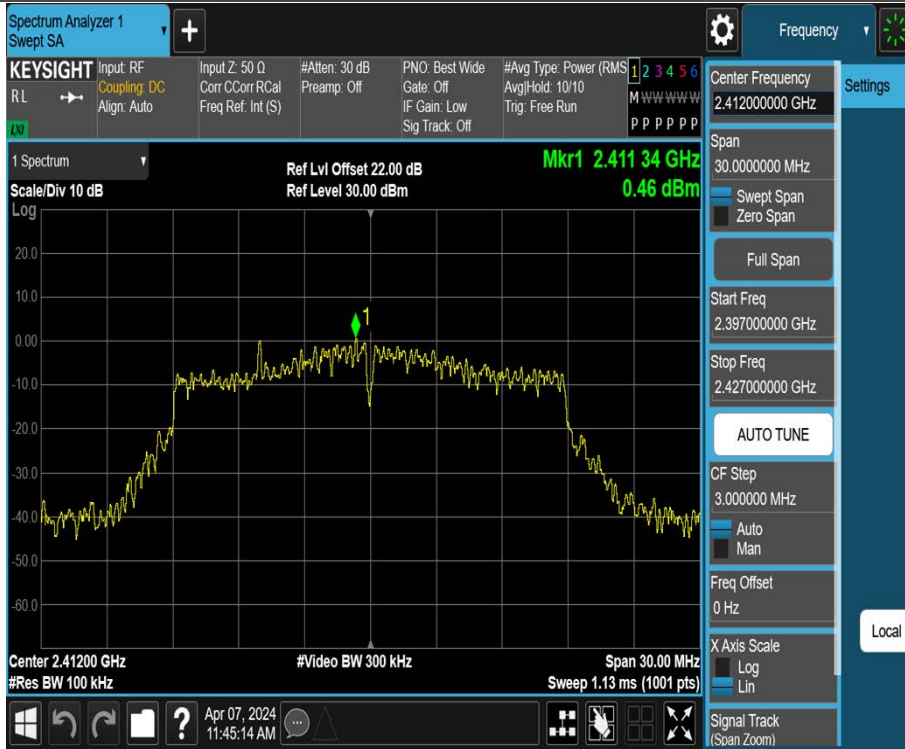 Spectrum Analyzer 1
Swept SA
+
Frequency
KEYSIGHT
RL
LXI
Input: RF
Coupling: DC
Align: Auto
Input Z: 50 Ω
Corr CCorr RCal
Freq Ref: Int (S)
#Atten: 30 dB
Preamp: Off
PNO: Best Wide
Gate: Off
IF Gain: Low
Sig Track: Off
#Avg Type: Power (RMS
Avg|Hold: 10/10
Trig: Free Run
1 2 3 4 5 6
M W W W W W
P P P P P P
1 Spectrum
Scale/Div 10 dB
Log
Ref Lvl Offset 22.00 dB
Ref Level 30.00 dBm
Mkr1 2.411 34 GHz
0.46 dBm
20.0
10.0
0.00
-10.0
-20.0
-30.0
-40.0
-50.0
-60.0
1
Center 2.41200 GHz
#Res BW 100 kHz
#Video BW 300 kHz
Span 30.00 MHz
Sweep 1.13 ms (1001 pts)
Center Frequency
2.412000000 GHz
Span
30.0000000 MHz
Swept Span
Zero Span
Full Span
Start Freq
2.397000000 GHz
Stop Freq
2.427000000 GHz
AUTO TUNE
CF Step
3.000000 MHz
Auto
Man
Freq Offset
0 Hz
X Axis Scale
Log
Lin
Signal Track
(Span Zoom)
Settings
Local
?
Apr 07, 2024
11:45:14 AM